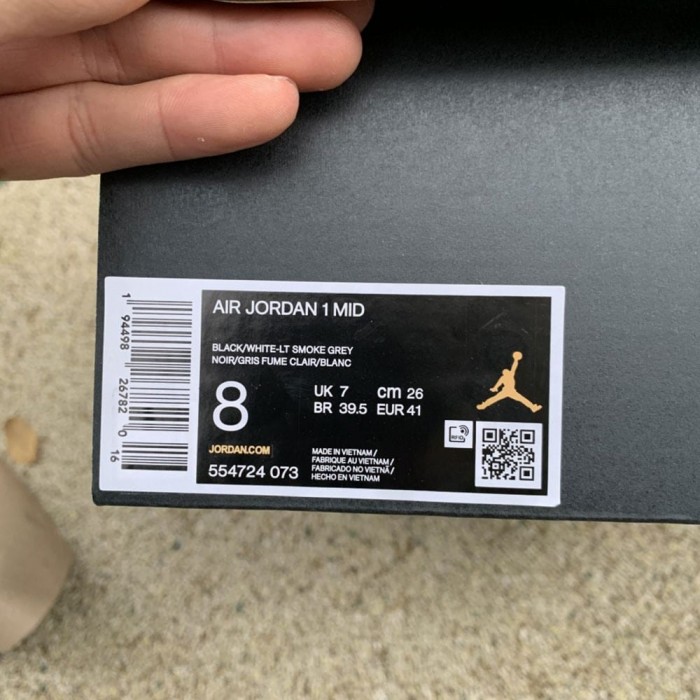 AIR JORDAN 1 MID
BLACK/WHITE-LT SMOKE GREY
NOIR/GRIS FUME CLAIR/BLANC
8
UK 7 cm 26
BR 39.5 EUR 41
JORDAN.COM
554724 073
MADE IN VIETNAM /
FABRIQUE AU VIETNAM /
FABRICADO NO VIETNÃ /
HECHO EN VIETNAM
RFID
1 94498 26782 0 16